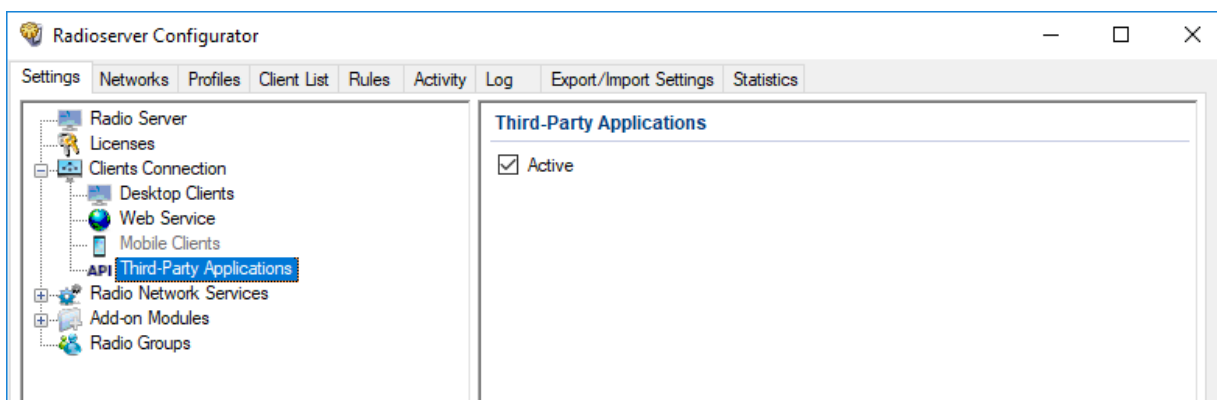 Radioserver Configurator
Settings Networks Profiles Client List Rules Activity Log Export/Import Settings Statistics
Radio Server
Licenses
Clients Connection
Desktop Clients
Web Service
Mobile Clients
API Third-Party Applications
Radio Network Services
Add-on Modules
Radio Groups
Third-Party Applications
Active